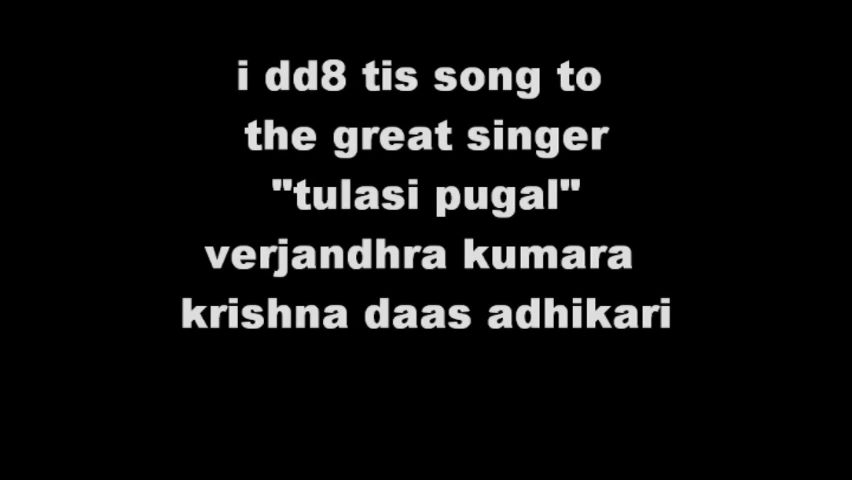 i dd8 tis song to
the great singer
"tulasi pugal"
verjandhra kumara
krishna daas adhikari